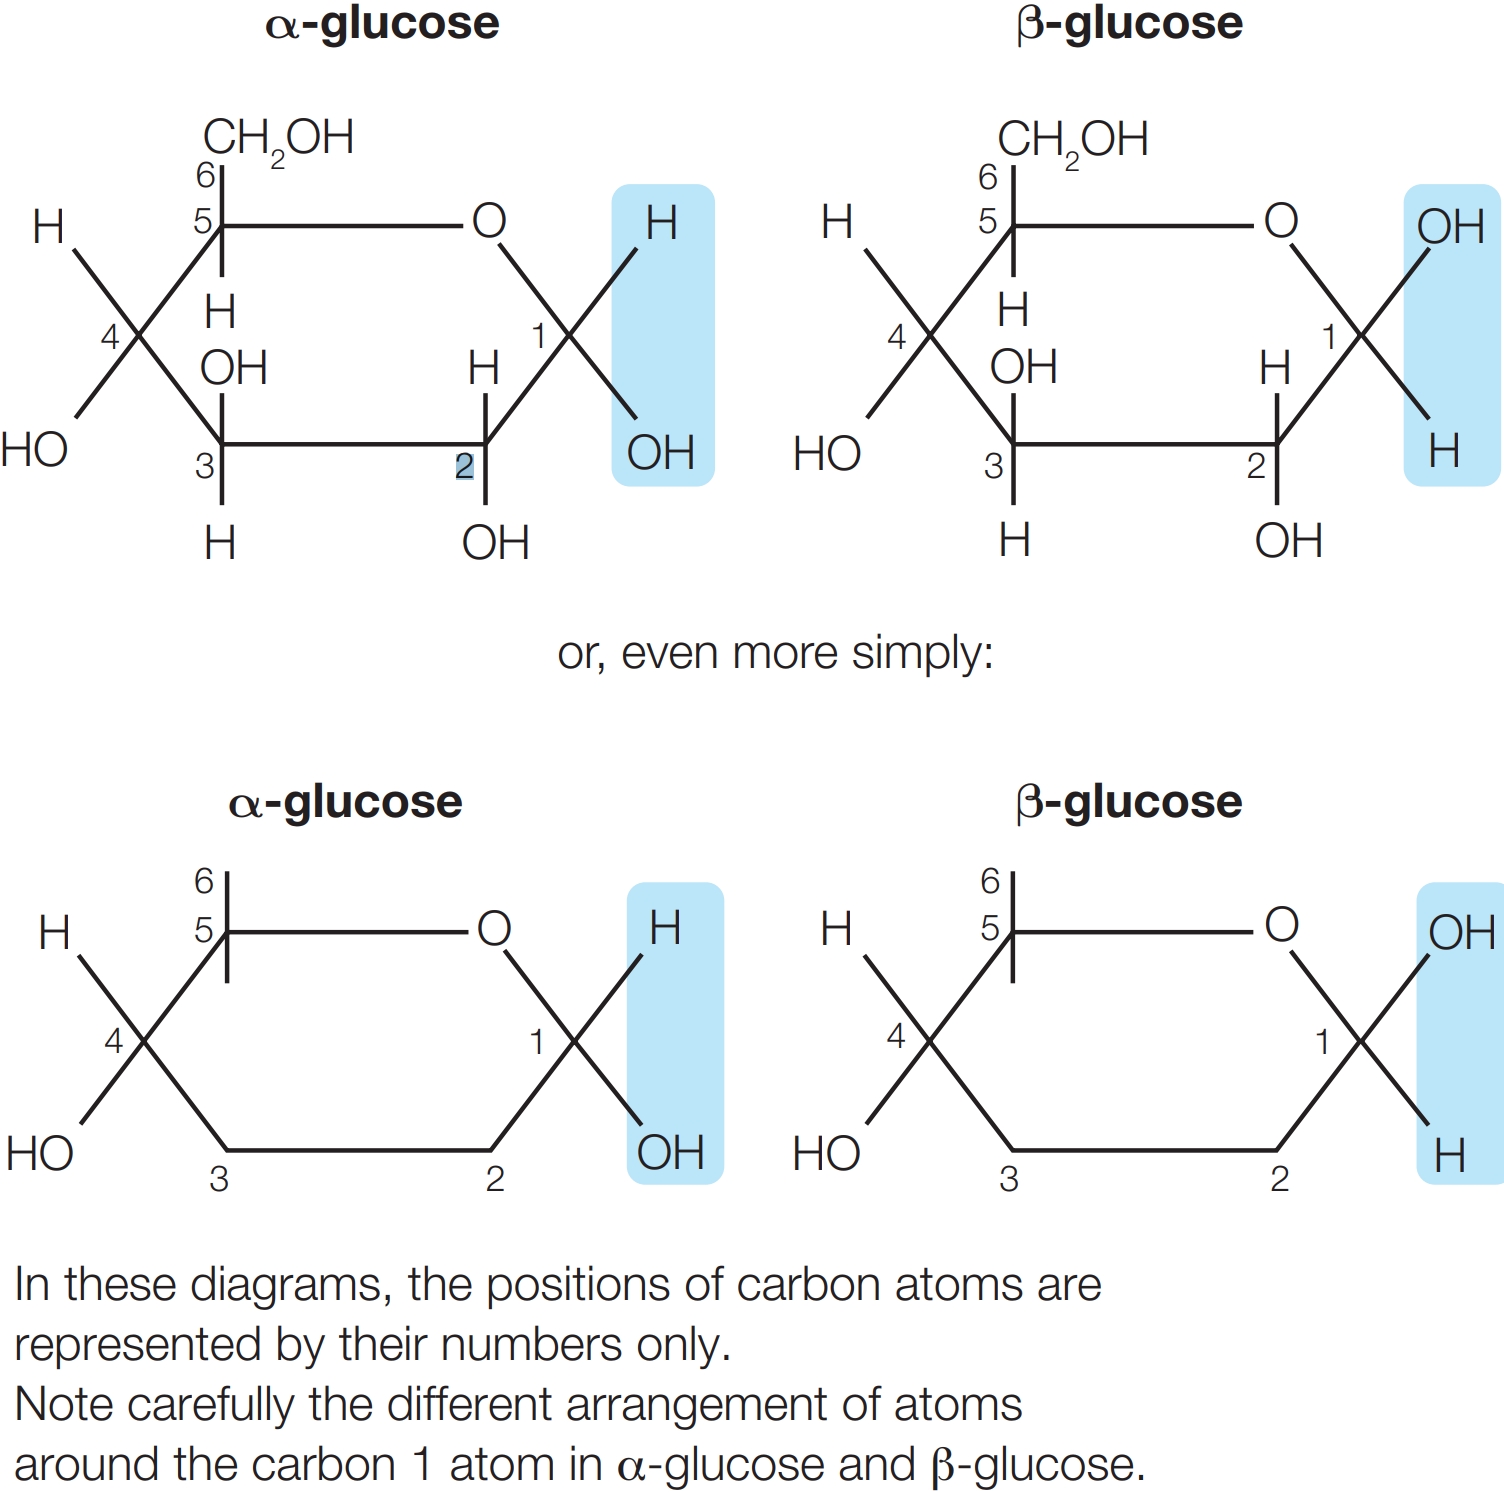 α-glucose β-glucose
CH₂OH CH₂OH
6 6
H 5 O H H 5 O OH
H H
4 1 4 1
OH H OH H
HO 3 2 OH HO 3 2 H
H OH H OH
or, even more simply:
α-glucose β-glucose
6 6
H 5 O H H 5 O OH
4 1 4 1
HO OH HO H
3 2 3 2
In these diagrams, the positions of carbon atoms are
represented by their numbers only.
Note carefully the different arrangement of atoms
around the carbon 1 atom in α-glucose and β-glucose.